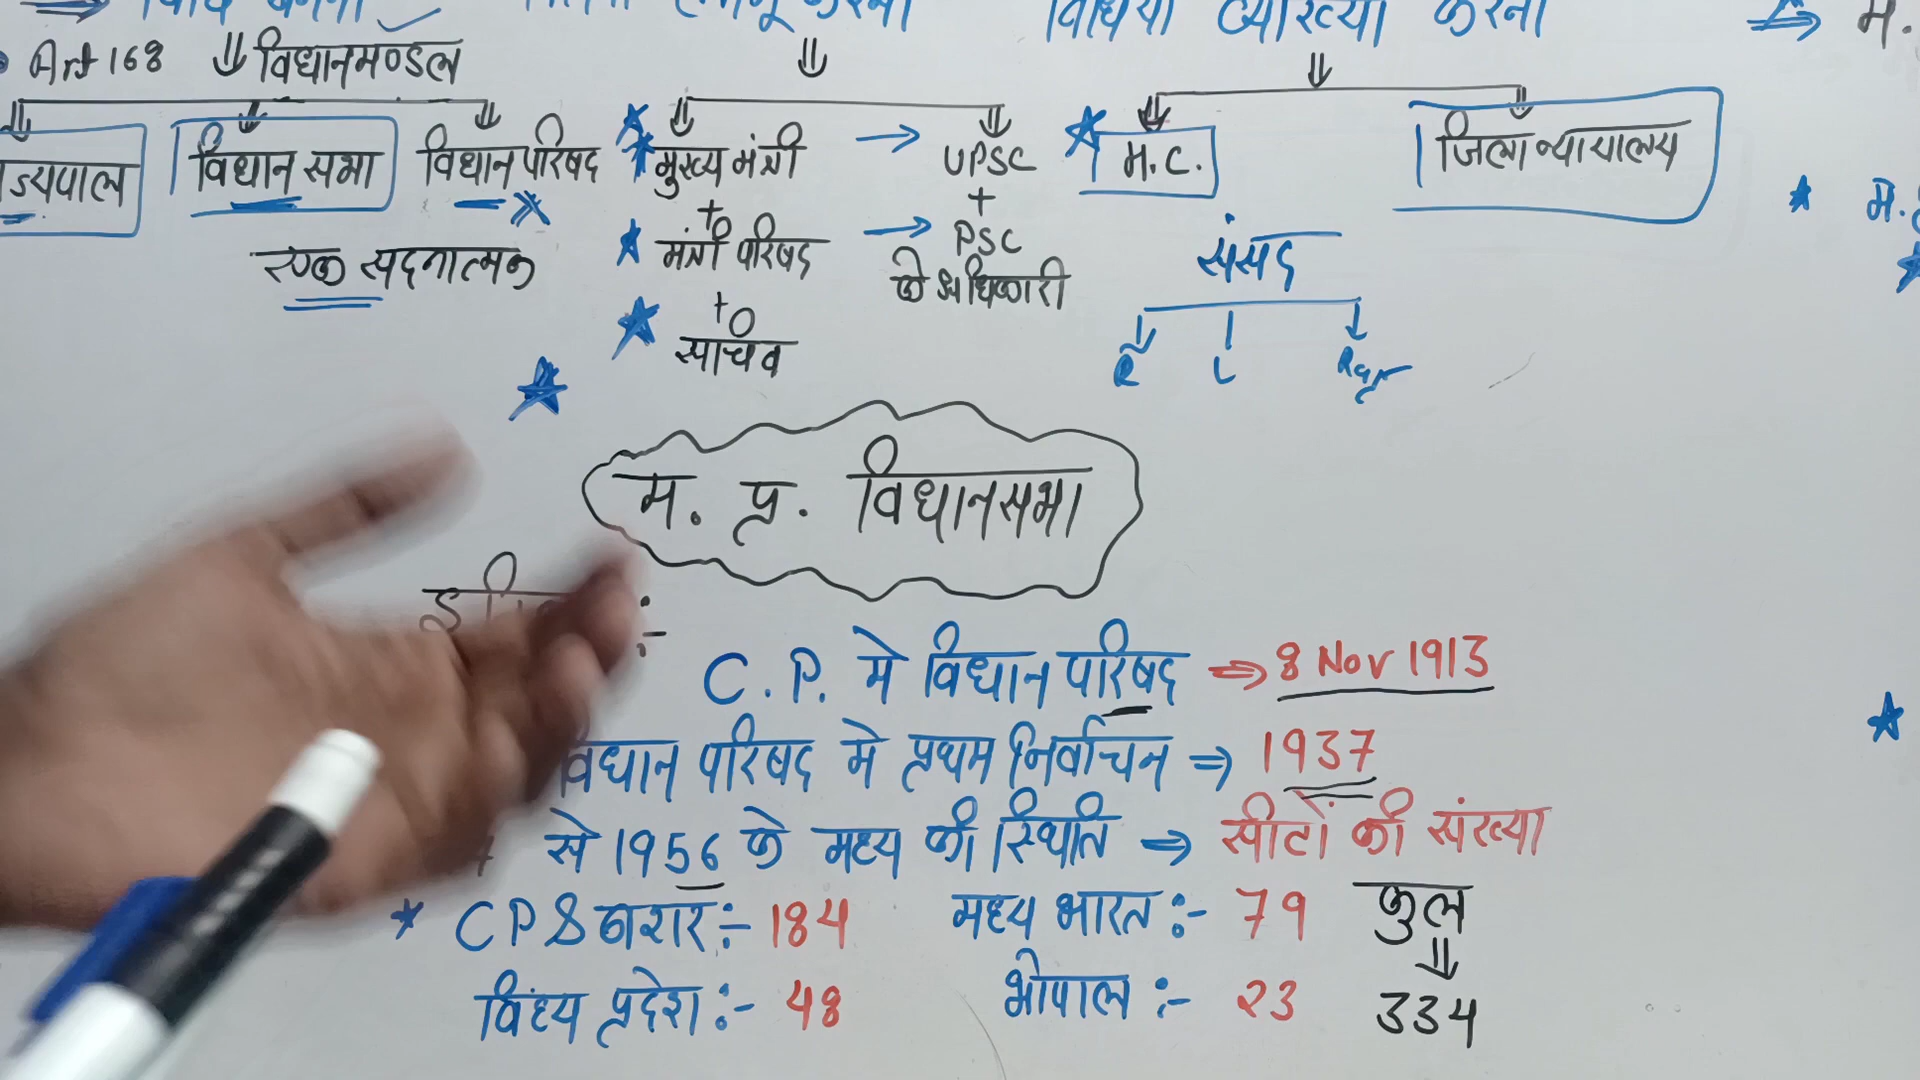 करना विधियो व्याख्या करना म.
Art 168 विधानमण्डल
ज्यपाल विधान सभा विधान परिषद मुख्य मंत्री UPSC M.C. जिला न्यायालय
एक सदनात्मक + मंत्री परिषद + PSC के अधिकारी संसद
+ सचिव R L
म. प्र. विधानसभा
C.P. मे विधान परिषद ⇒ 8 Nov 1913
विधान परिषद मे प्रथम निर्वाचन ⇒ 1937
से 1956 के मध्य की स्थिति ⇒ सीटों की संख्या
CP & बरार :- 184 मध्य भारत :- 79 कुल
विंध्य प्रदेश :- 48 भोपाल :- 23 334